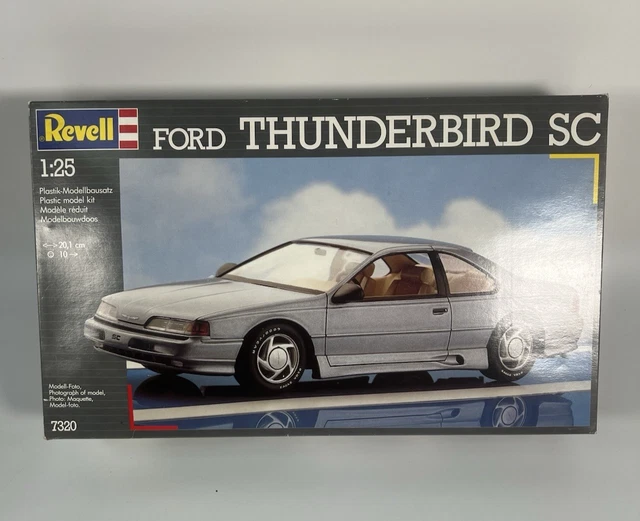 Revell
FORD THUNDERBIRD SC
1:25
Plastik-Modellbausatz
Plastic model kit
Modèle réduit
Modelbouwdoos
<--> 20,1 cm
10 →
SC
Modell-Foto,
Photograph of model,
Photo: Maquette,
Model-foto.
7320